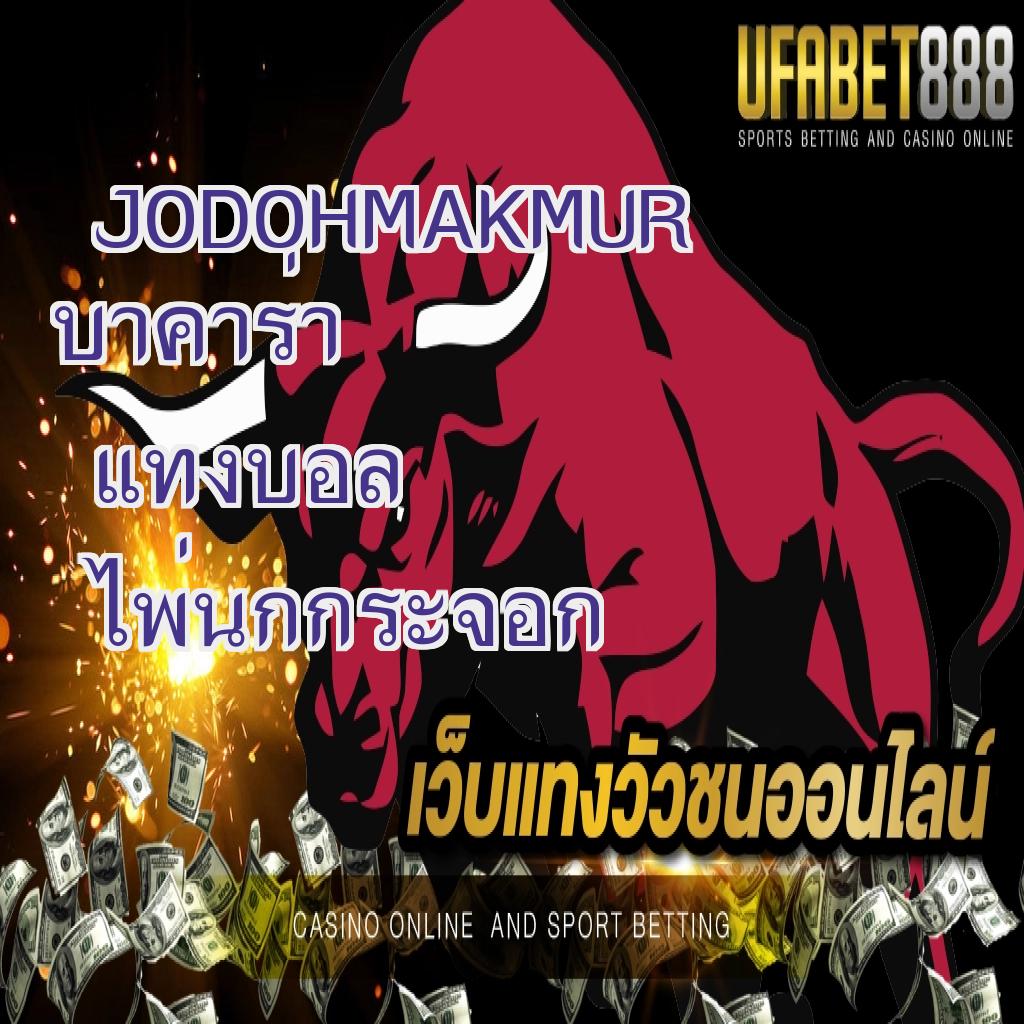 UFABET888
SPORTS BETTING AND CASINO ONLINE
JODOHMAKMUR
บาคารา
แทงบอล
ไพ่นกกระจอก
เว็บแทงวัวชนออนไลน์
CASINO ONLINE AND SPORT BETTING